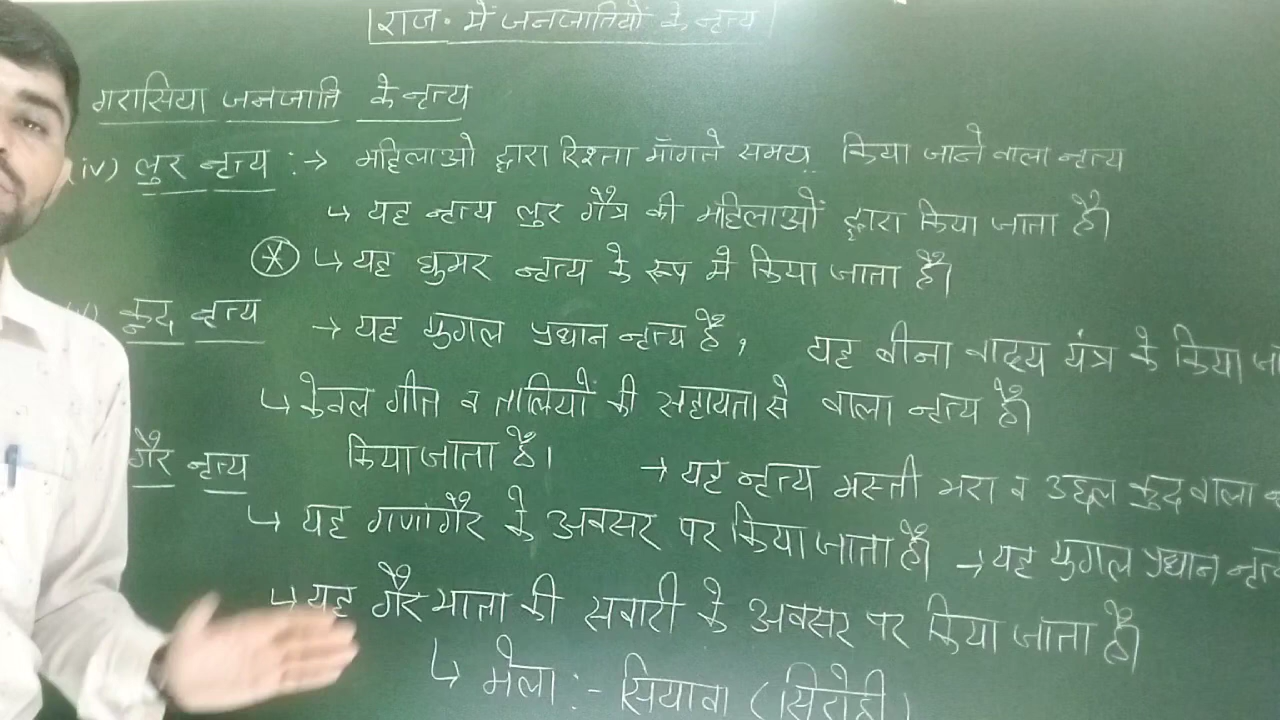 राज॰ में जनजातियों के नृत्य
गरासिया जनजाति के नृत्य
(iv) लुर नृत्य :→ महिलाओ द्वारा रिश्ता माँगते समय किया जाने वाला नृत्य
↳ यह नृत्य लुर गौत्र की महिलाओं द्वारा किया जाता है।
* ↳ यह घुमर नृत्य के रूप मे किया जाता है।
कुद नृत्य → यह युगल प्रधान नृत्य है, यह बीना वाद्य यंत्र के किया
↳ केवल गीत व तालियो की सहायता से वाला नृत्य है।
किया जाता है।
गैर नृत्य → यह नृत्य मस्ती भरा व उछल कुद वाला
↳ यह गणगौर के अवसर पर किया जाता है। → यह युगल प्रधान नृत्य
↳ यह गैर माता की सवारी के अवसर पर किया जाता है।
↳ मेला :- सियावा (सिरोही)